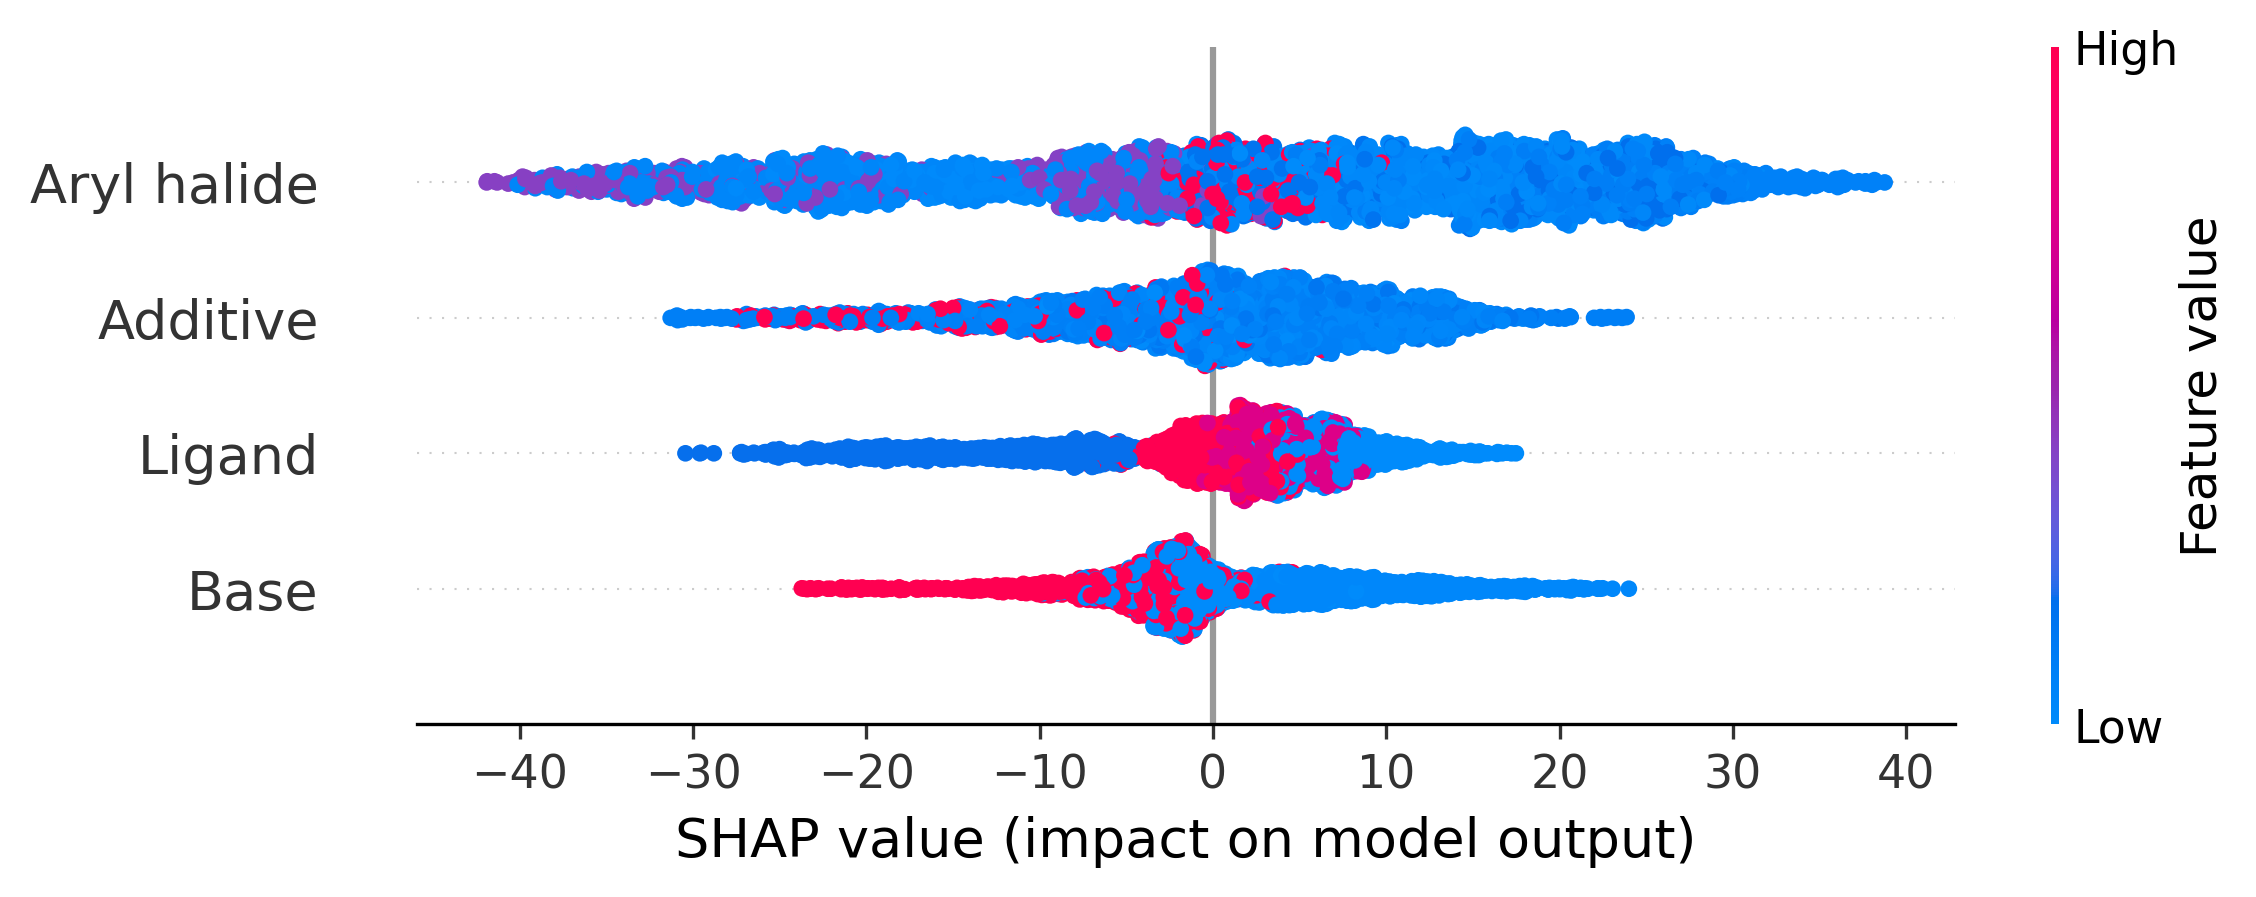 High
Aryl halide
Additive
Ligand
Base
Feature value
Low
−40 −30 −20 −10 0 10 20 30 40
SHAP value (impact on model output)